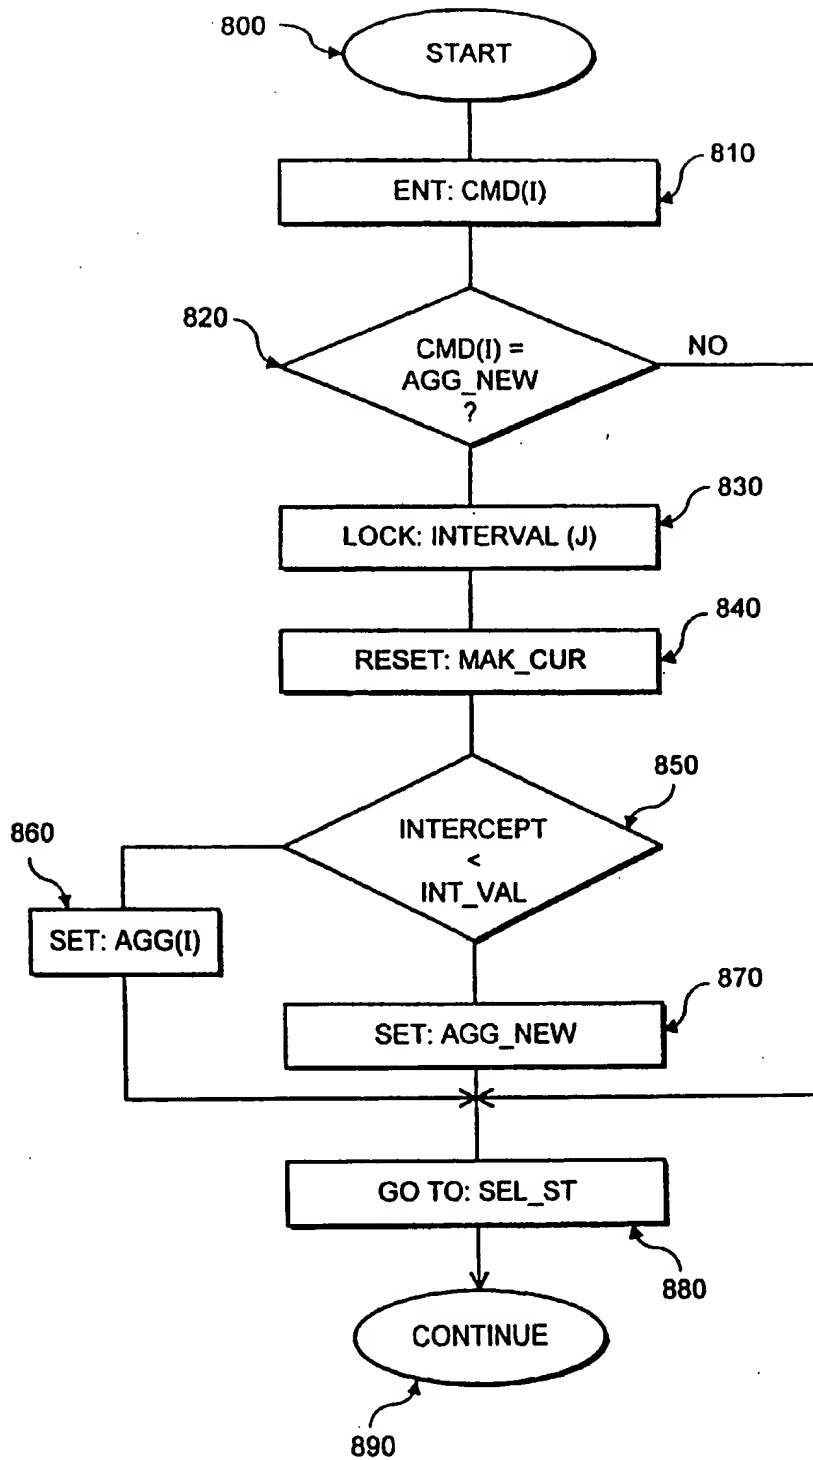 800
START
810
ENT: CMD(I)
820
CMD(I) =
AGG_NEW
?
NO
830
LOCK: INTERVAL (J)
840
RESET: MAK_CUR
850
INTERCEPT
<
INT_VAL
860
SET: AGG(I)
870
SET: AGG_NEW
GO TO: SEL_ST
880
CONTINUE
890